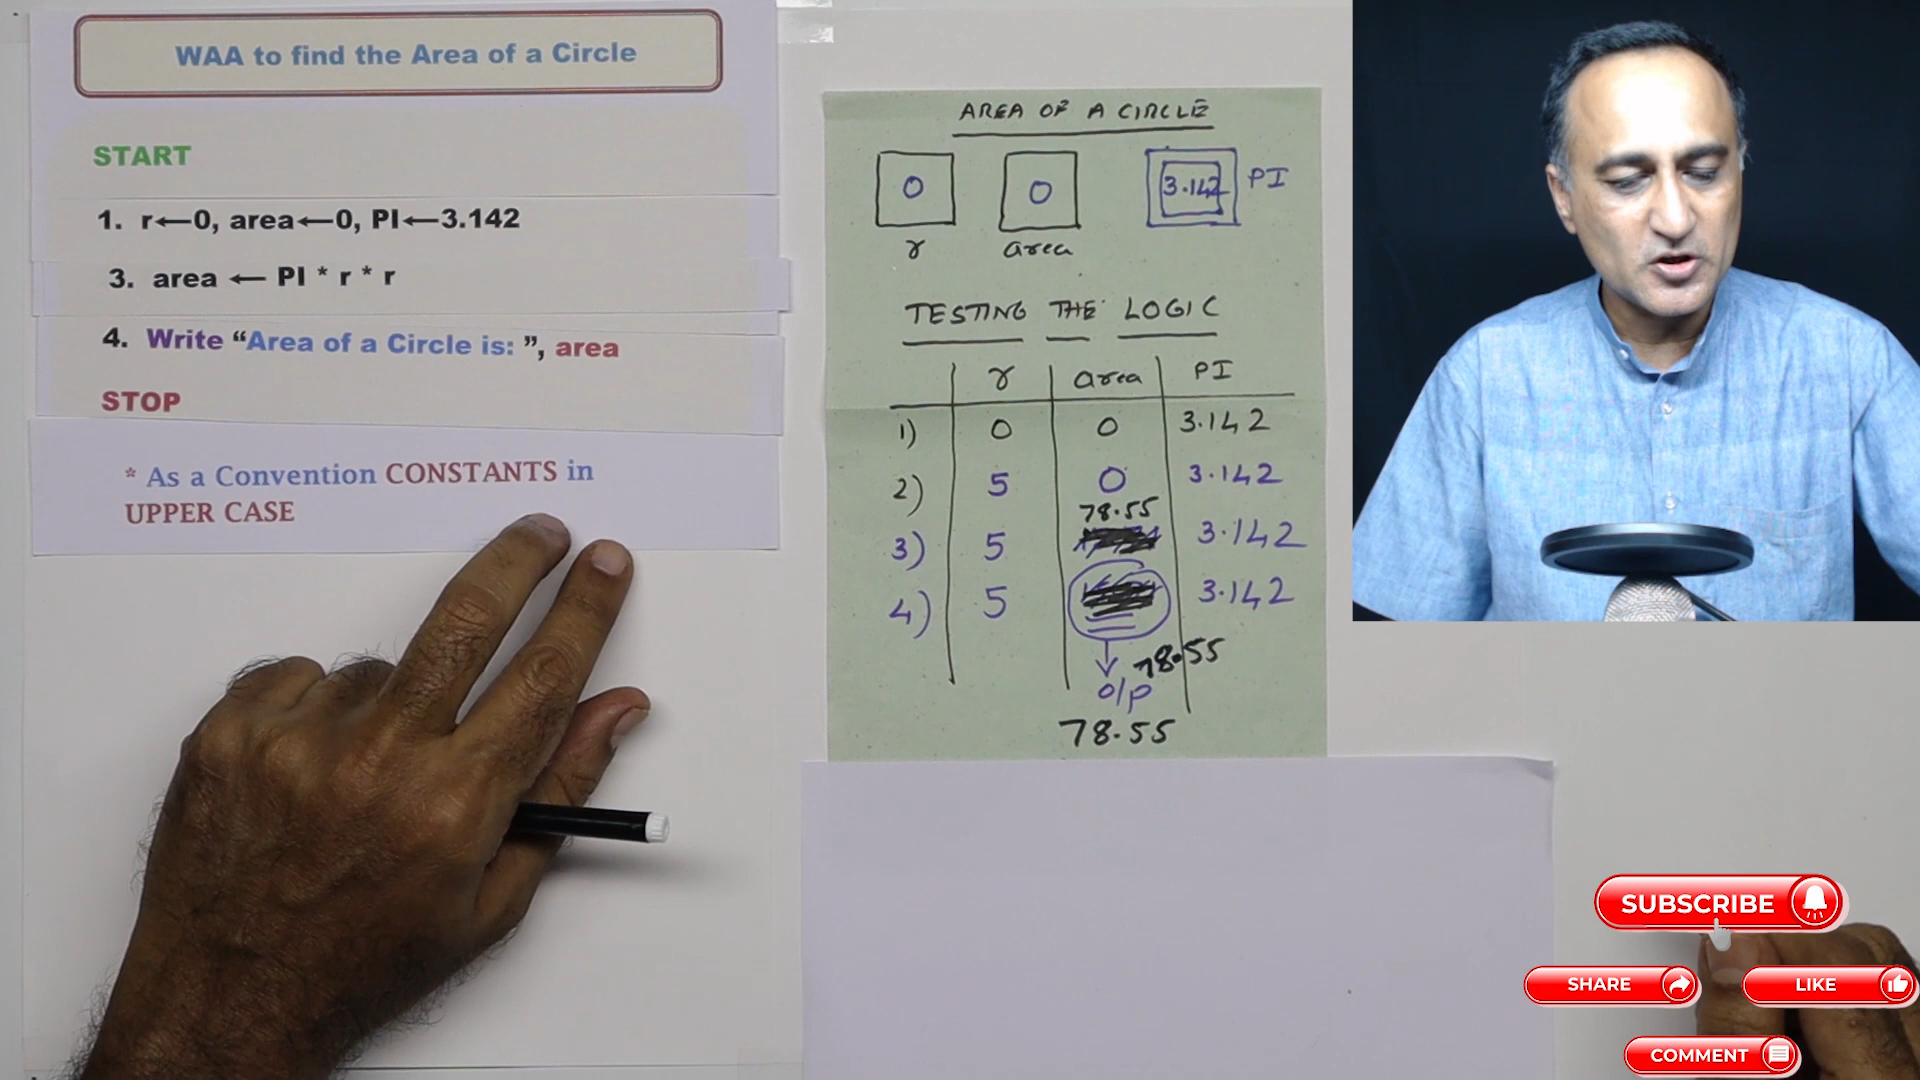 WAA to find the Area of a Circle
START
1. r←0, area←0, PI←3.142
3. area ← PI * r * r
4. Write “Area of a Circle is: ”, area
STOP
* As a Convention CONSTANTS in
UPPER CASE
AREA OF A CIRCLE
0 0 3.142 PI
r area
TESTING THE LOGIC
r area PI
1) 0 0 3.142
2) 5 0 3.142
78.55
3) 5 3.142
4) 5 3.142
78.55
o/p
78.55
SUBSCRIBE
SHARE LIKE
COMMENT